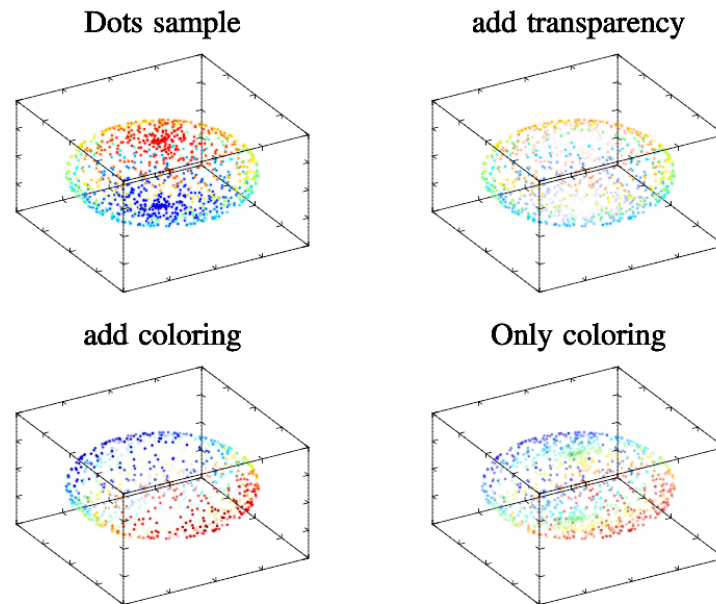 Dots sample
add transparency
add coloring
Only coloring